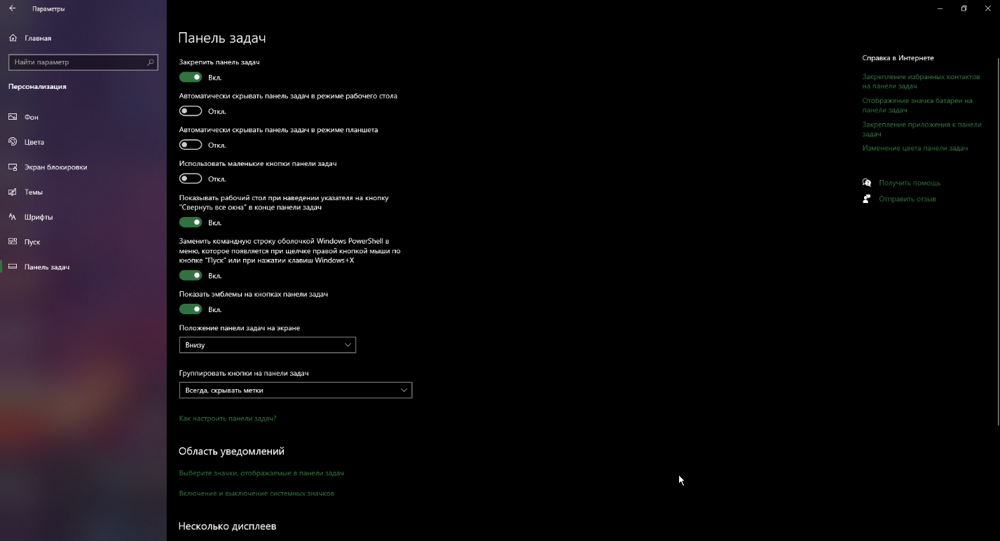 Параметры
Главная
Найти параметр
Персонализация
Фон
Цвета
Экран блокировки
Темы
Шрифты
Пуск
Панель задач
Панель задач
Закрепить панель задач
Вкл.
Автоматически скрывать панель задач в режиме рабочего стола
Откл.
Автоматически скрывать панель задач в режиме планшета
Откл.
Использовать маленькие кнопки панели задач
Откл.
Показывать рабочий стол при наведении указателя на кнопку
"Свернуть все окна" в конце панели задач
Вкл.
Заменить командную строку оболочкой Windows PowerShell в
меню, которое появляется при щелчке правой кнопкой мыши по
кнопке "Пуск" или при нажатии клавиш Windows+X
Вкл.
Показать эмблемы на кнопках панели задач
Вкл.
Положение панели задач на экране
Внизу
Группировать кнопки на панели задач
Всегда, скрывать метки
Как настроить панели задач?
Область уведомлений
Выберите значки, отображаемые в панели задач
Включение и выключение системных значков
Несколько дисплеев
Справка в Интернете
Закрепление избранных контактов
на панели задач
Отображение значка батареи на
панели задач
Закрепление приложения к панели
задач
Изменение цвета панели задач
Получить помощь
Отправить отзыв